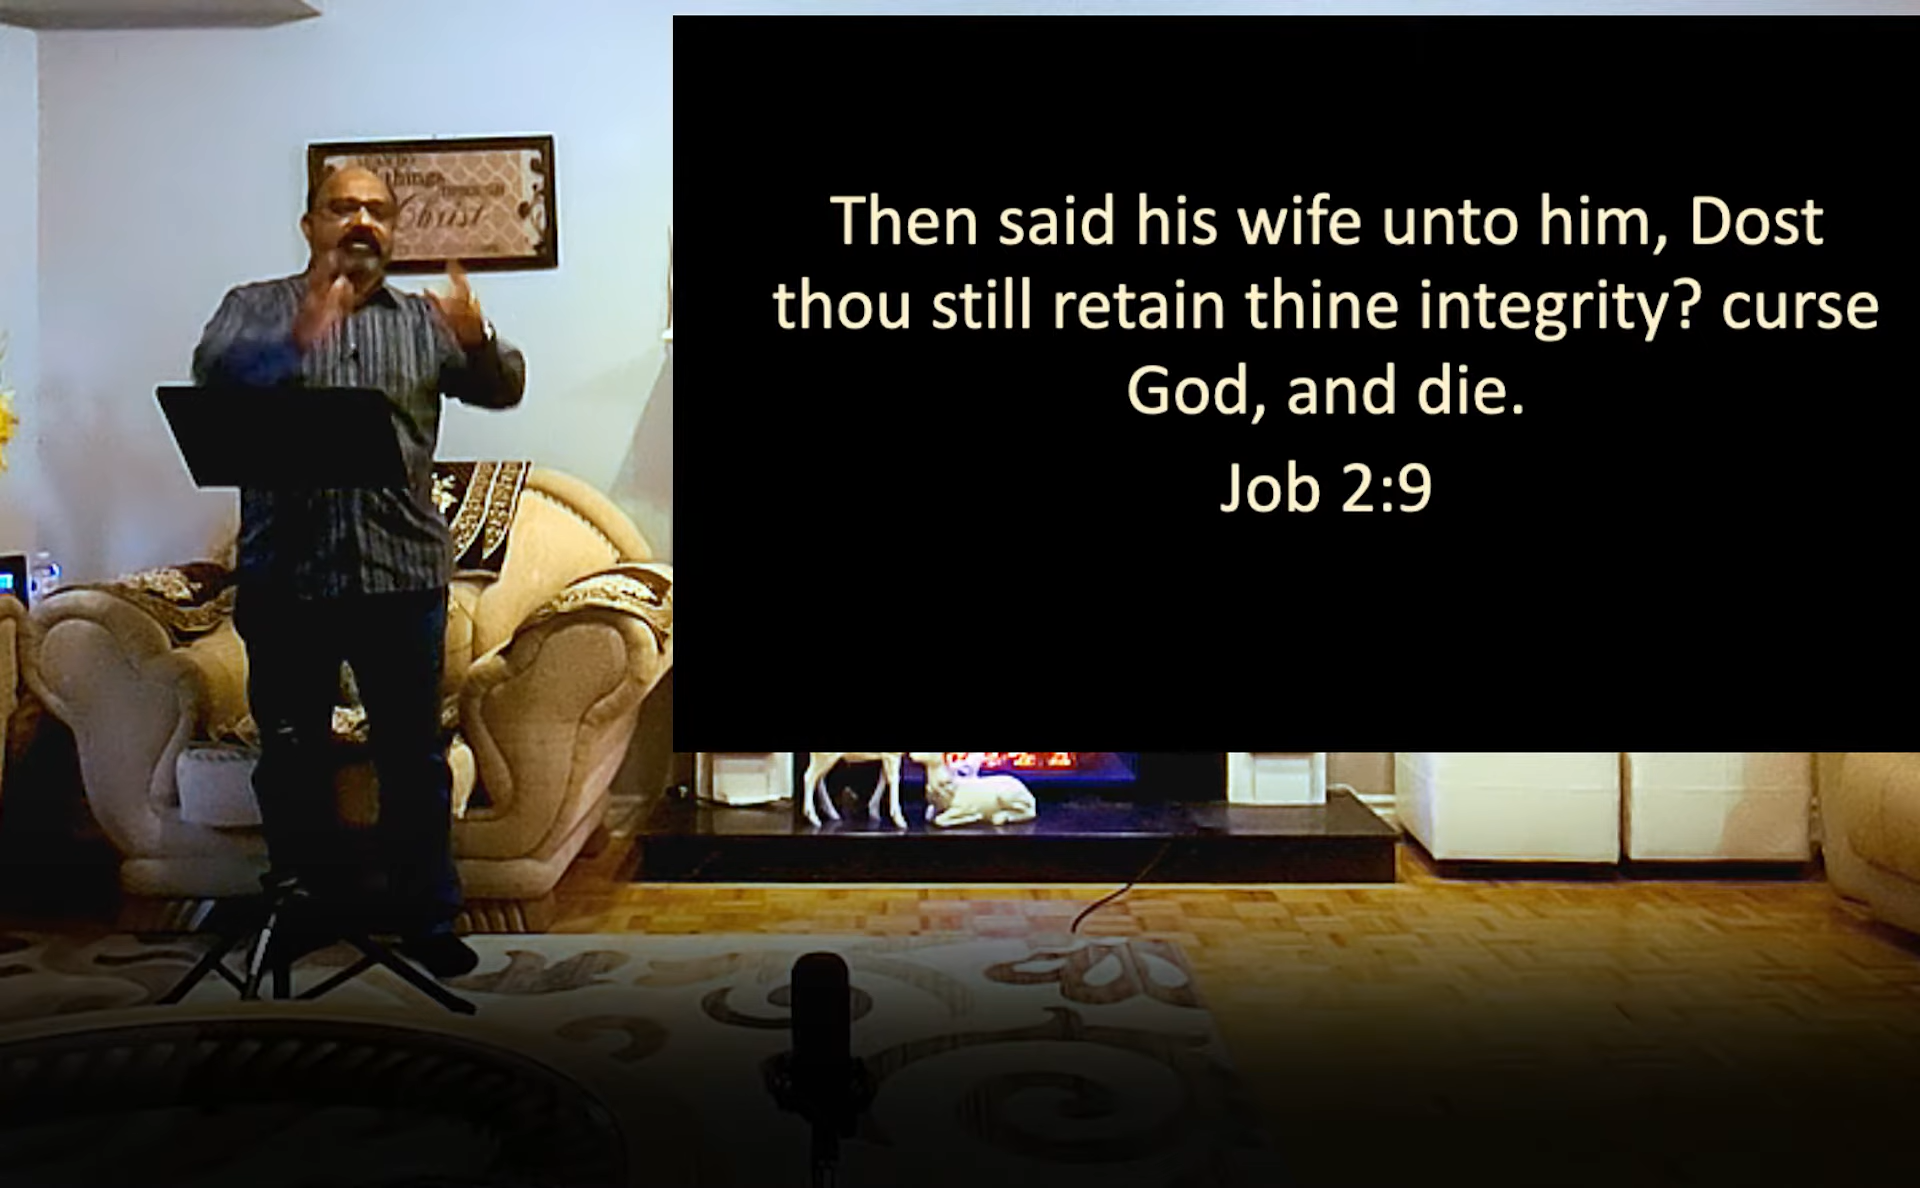 things
Christ
Then said his wife unto him, Dost
thou still retain thine integrity? curse
God, and die.
Job 2:9